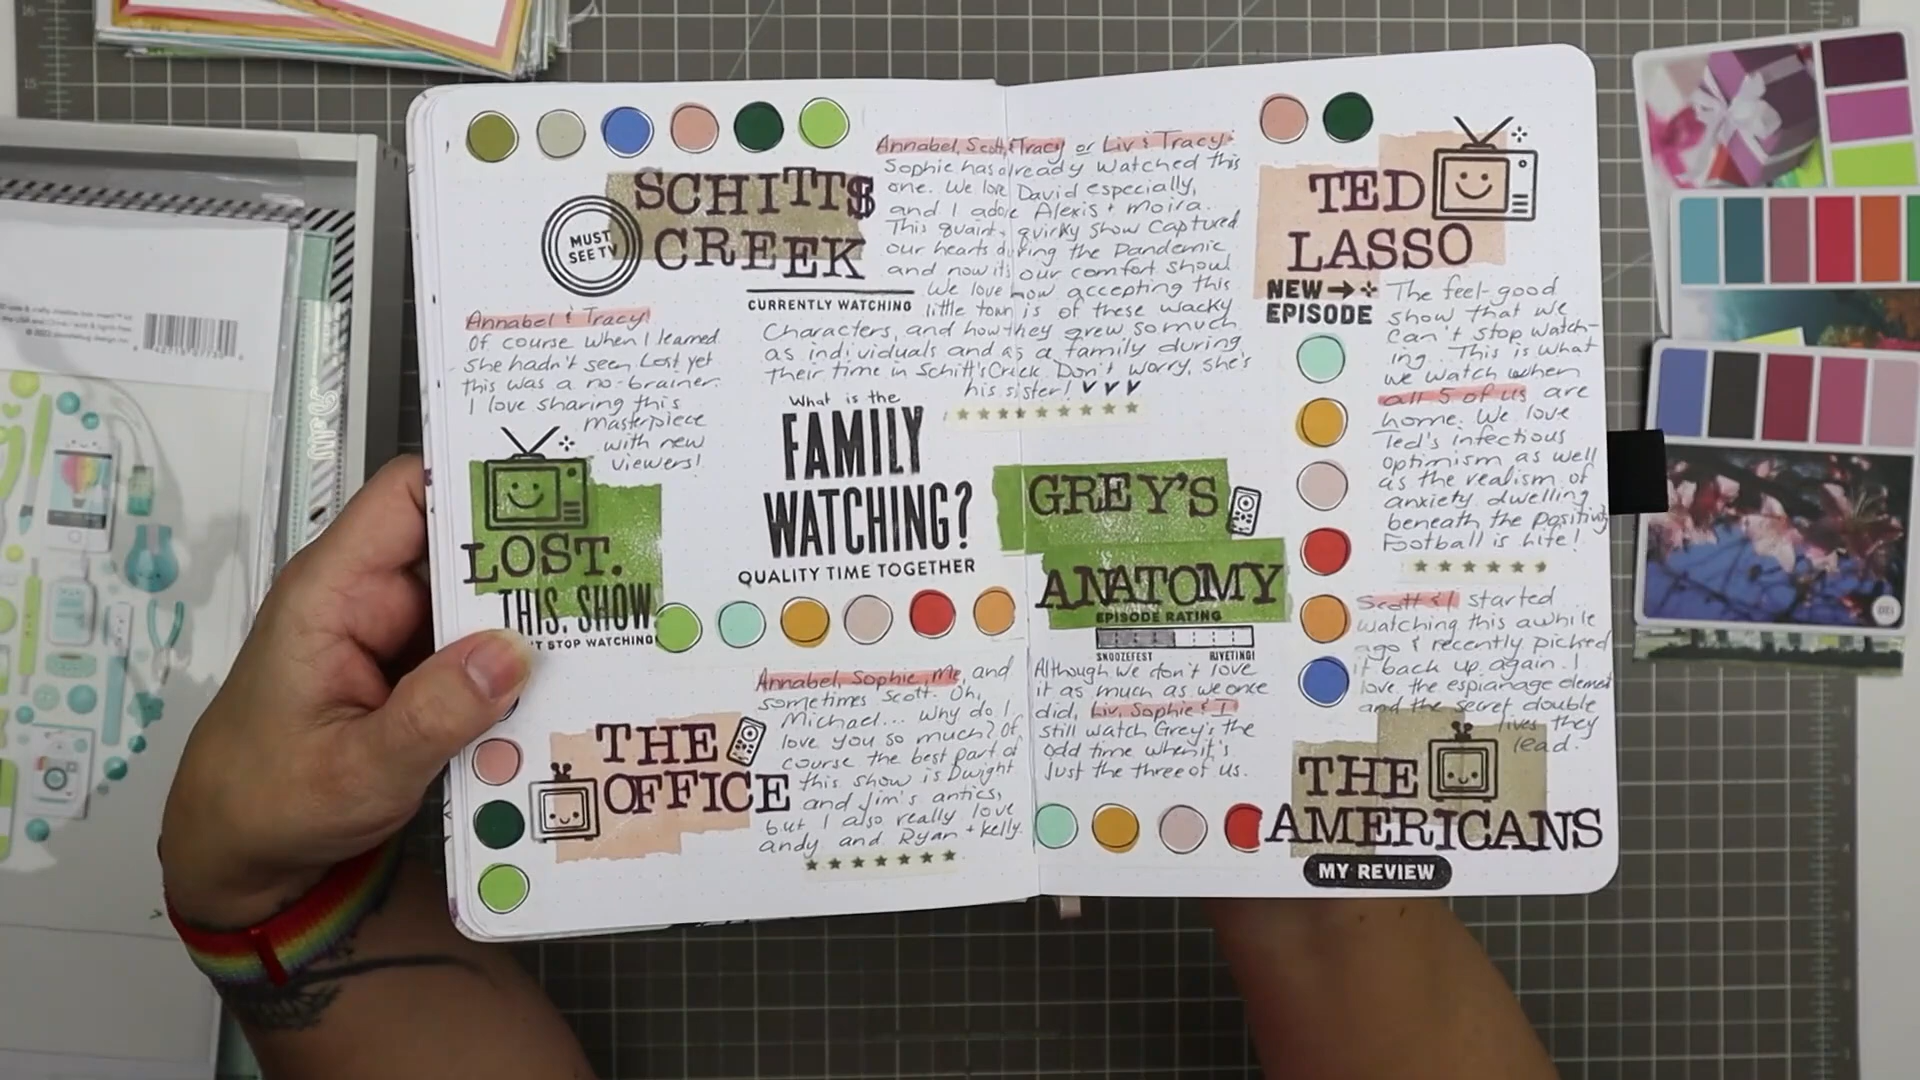 MUST
SEE TV
SCHITT$
CREEK
CURRENTLY WATCHING
Annabel, Scott, & Tracy or Liv & Tracy:
Sophie has already watched this
one. We love David especially,
and I adore Alexis + Moira.
This quaint, quirky show captured
our hearts during the Pandemic
and now it's our comfort show.
We love how accepting this
little town is of these wacky
Characters, and how they grew so much
as individuals and as a family during
their time in Schitt's Creek. Don't worry, she's
his sister!
Annabel & Tracy
Of course when I learned
she hadn't seen Lost yet
this was a no-brainer.
I love sharing this
masterpiece
with new
viewers!
LOST.
THIS. SHOW.
'T STOP WATCHING!
What is the
FAMILY
WATCHING?
QUALITY TIME TOGETHER
THE
OFFICE
Annabel, Sophie, Me, and
sometimes Scott. Oh,
Michael... why do I
love you so much? Of
course the best part of
this show is Dwight
and Jim's antics,
but I also really love
Andy and Ryan + Kelly.
GREY'S
ANATOMY
EPISODE RATING
SNOOZEFEST RIVETING!
Although we don't love
it as much as we once
did, Liv, Sophie & I
still watch Grey's the
odd time when it's
just the three of us.
TED
LASSO
NEW
EPISODE
The feel-good
show that we
can't stop watch-
ing. This is what
we watch when
all 5 of us are
home. We love
Ted's infectious
optimism as well
as the realism of
anxiety dwelling
beneath the positivity
Football is life!
Scott & I started
watching this awhile
ago & recently picked
it back up again. I
love the espianage element
and the secret double
lives they
lead.
THE
AMERICANS
MY REVIEW